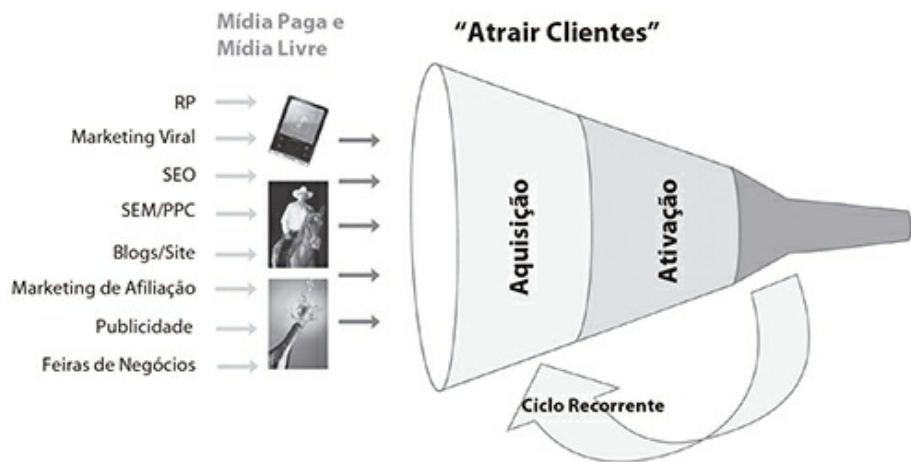 Mídia Paga e
Mídia Livre
"Atrair Clientes"
RP
Marketing Viral
SEO
SEM/PPC
Blogs/Site
Marketing de Afiliação
Publicidade
Feiras de Negócios
Aquisição
Ativação
Ciclo Recorrente